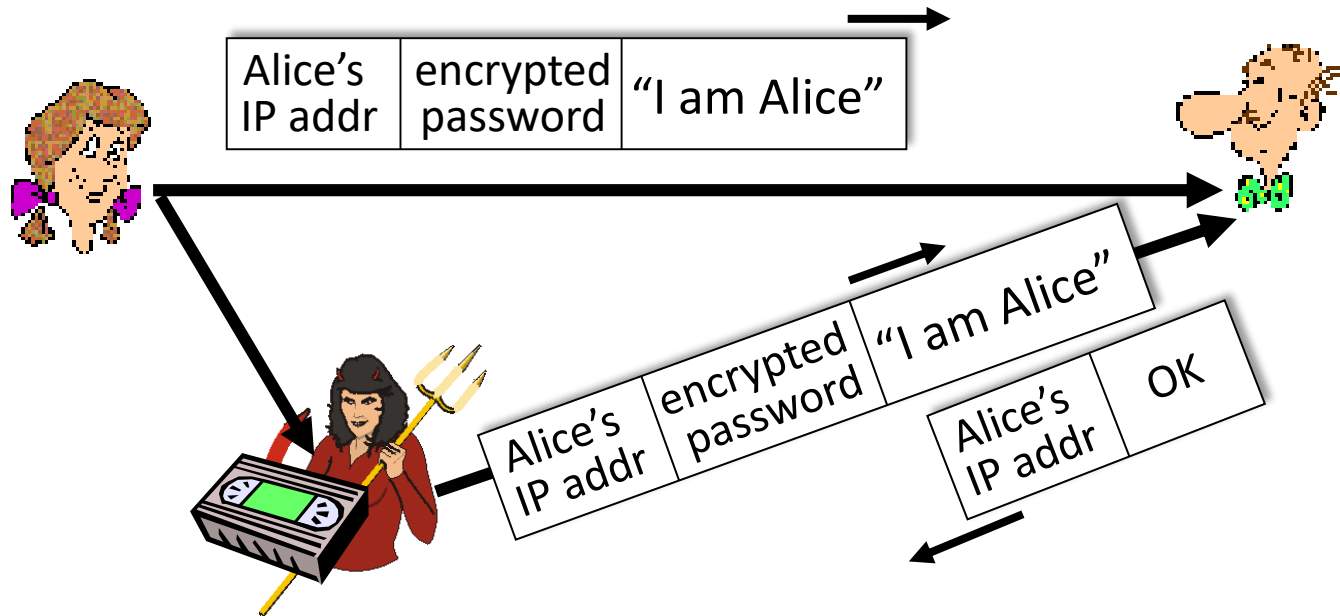 Alice’s
IP addr
encrypted
password
“I am Alice”
Alice’s
IP addr
encrypted
password
“I am Alice”
Alice’s
IP addr
OK